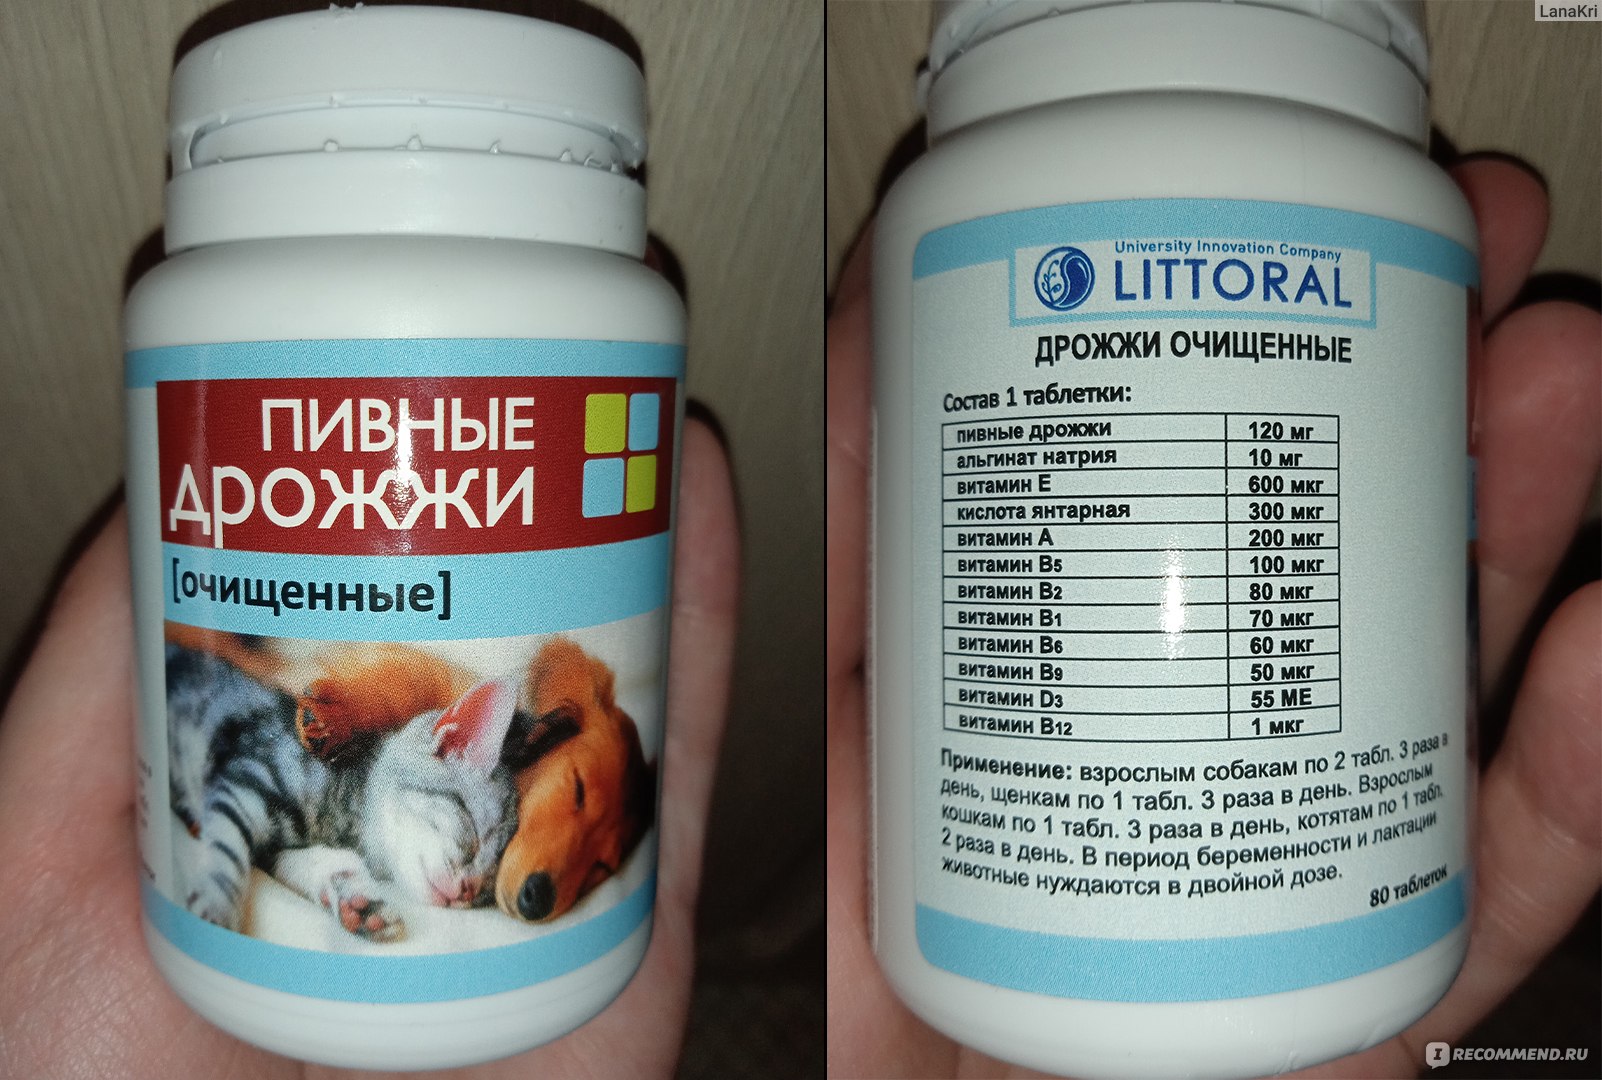 ПИВНЫЕ
ДРОЖЖИ
[очищенные]
LanaKri
University Innovation Company
LITTORAL
ДРОЖЖИ ОЧИЩЕННЫЕ
Состав 1 таблетки:
пивные дрожжи 120 мг
альгинат натрия 10 мг
витамин Е 600 мкг
кислота янтарная 300 мкг
витамин А 200 мкг
витамин В5 100 мкг
витамин В2 80 мкг
витамин В1 70 мкг
витамин В6 60 мкг
витамин В9 50 мкг
витамин D3 55 МЕ
витамин В12 1 мкг
Применение: взрослым собакам по 2 табл. 3 раза в
день, щенкам по 1 табл. 3 раза в день. Взрослым
кошкам по 1 табл. 3 раза в день, котятам по 1 табл.
2 раза в день. В период беременности и лактации
животные нуждаются в двойной дозе.
80 таблеток
IRECOMMEND.RU